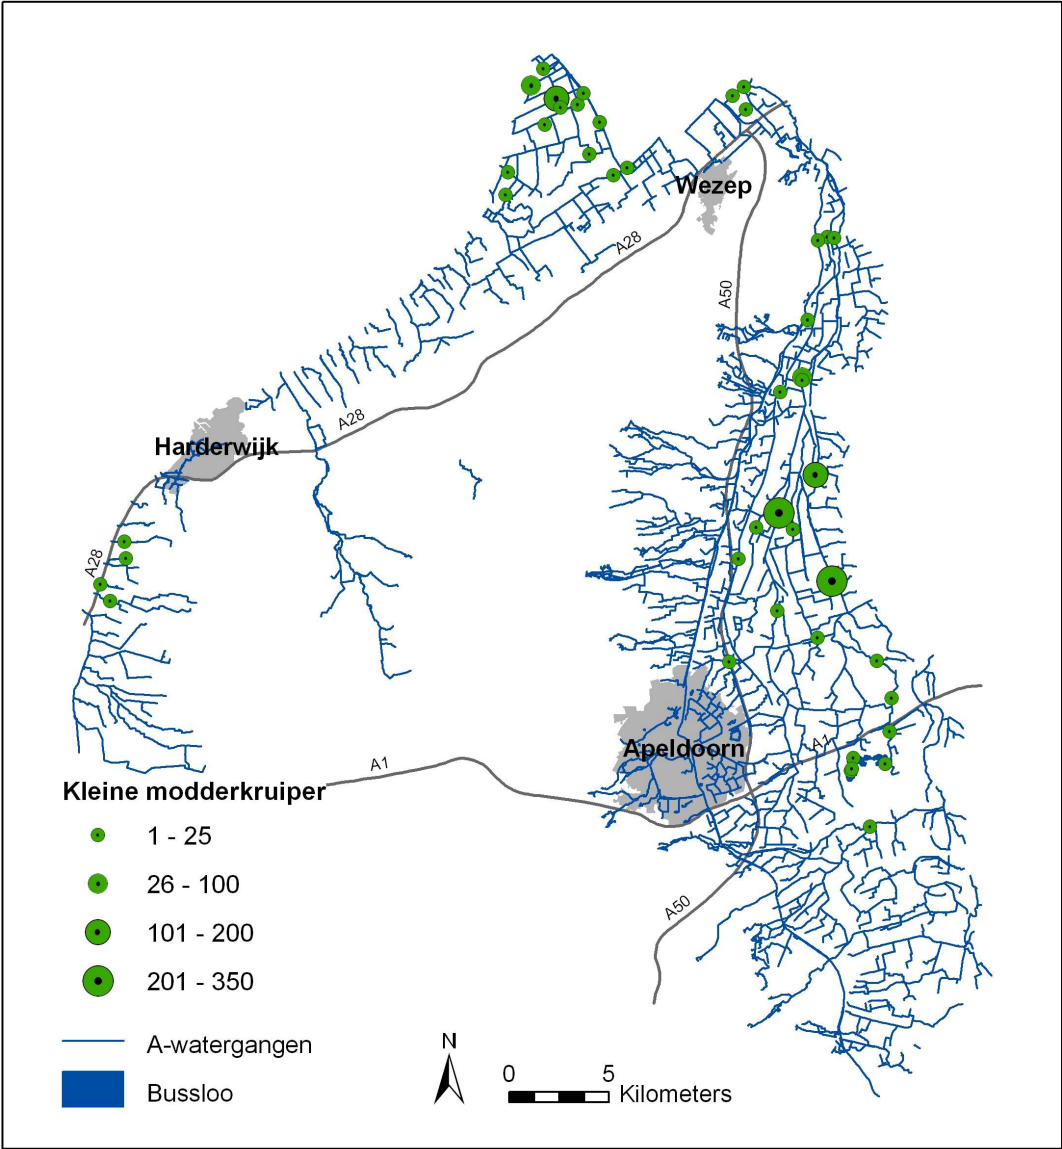 Wezep
A28
A50
A28
Harderwijk
A28
Apeldoorn
A1
A1
Kleine modderkruiper
1 - 25
26 - 100
101 - 200
201 - 350
A50
A-watergangen
Bussloo
N
0 5
Kilometers